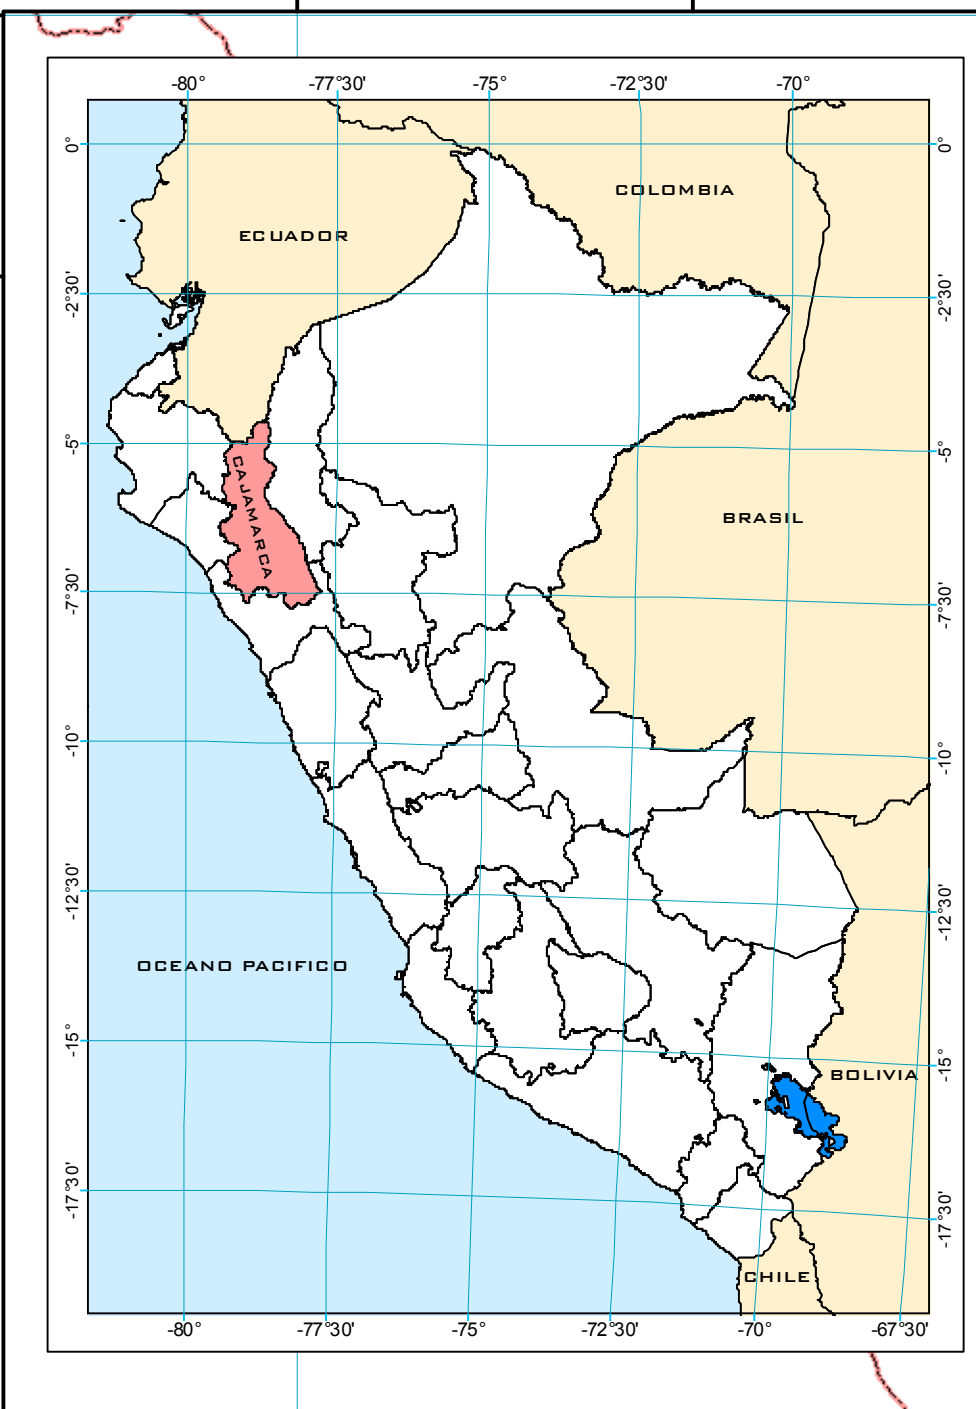 -80° -77°30' -75° -72°30' -70°
0° 0°
COLOMBIA
ECUADOR
-2°30' -2°30'
-5° -5°
CAJAMARCA
BRASIL
-7°30' -7°30'
-10° -10°
-12°30' -12°30'
OCEANO PACIFICO
-15° -15°
BOLIVIA
-17°30' -17°30'
CHILE
-80° -77°30' -75° -72°30' -70° -67°30'